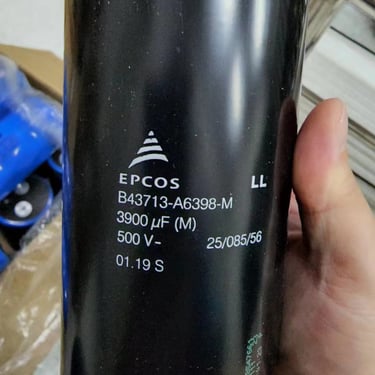 EPCOS LL
B43713-A6398-M
3900 µF (M)
500 V- 25/085/56
01.19 S